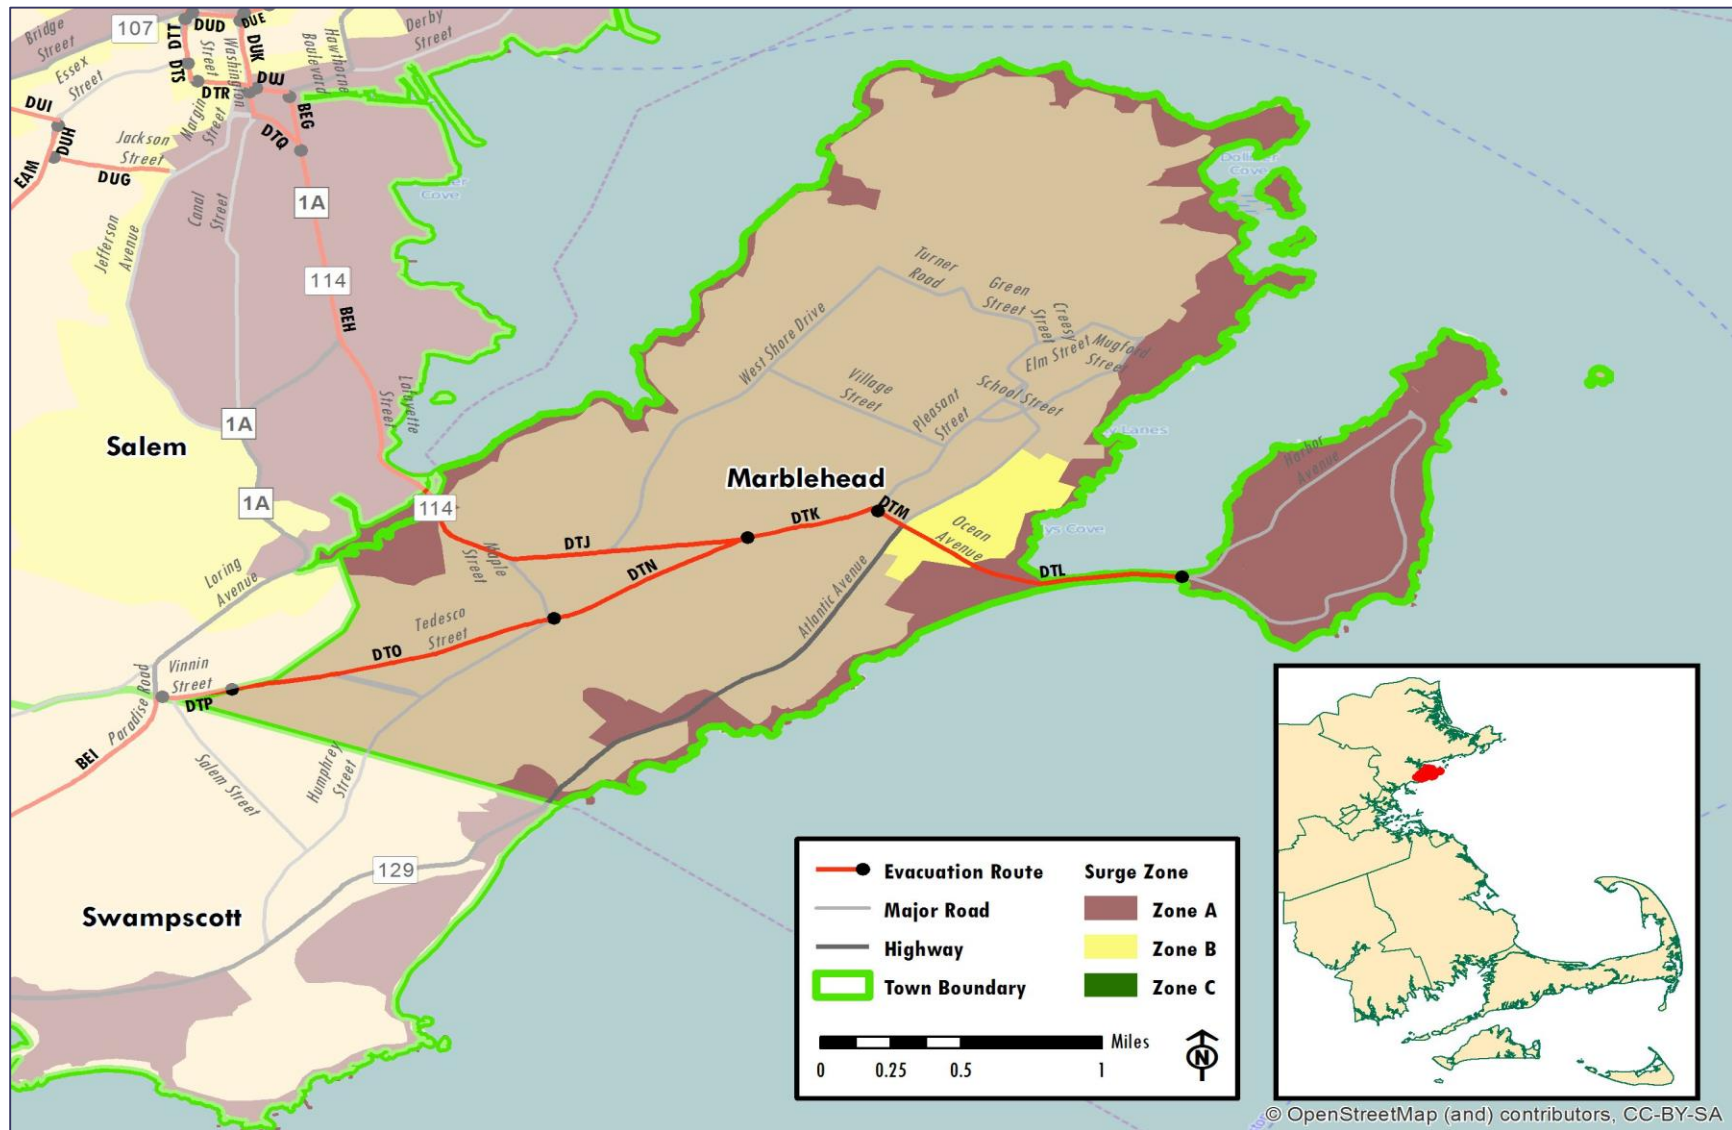 Bridge
Street
107
DUD
DUE
DTT
DTS
Street
Washington
DUK
Hawthorne
Boulevard
Derby
Street
Essex
Street
DTR
DWJ
BEG
DUI
DUH
Margin
Street
DTQ
Jackson
Street
DUG
EAM
Canal
Street
Jefferson
Avenue
1A
114
BEH
Lafayette
Street
Cove
Cove
Turner
Road
Green
Street
Creesy
Street
Elm Street
Mugford
Street
West Shore Drive
Village
Street
Pleasant
Street
School Street
Lanes
Harbor
Avenue
Salem
1A
1A
114
Marblehead
DTJ
DTK
DTM
DTN
DTL
Ocean
Avenue
Cove
Maple
Street
Loring
Avenue
Tedesco
Street
DTO
Atlantic Avenue
Vinnin
Street
DTP
Paradise Road
BEI
Salem Street
Humphrey
Street
129
Swampscott
Evacuation Route
Major Road
Highway
Town Boundary
Surge Zone
Zone A
Zone B
Zone C
Miles
0 0.25 0.5 1
N
© OpenStreetMap (and) contributors, CC-BY-SA